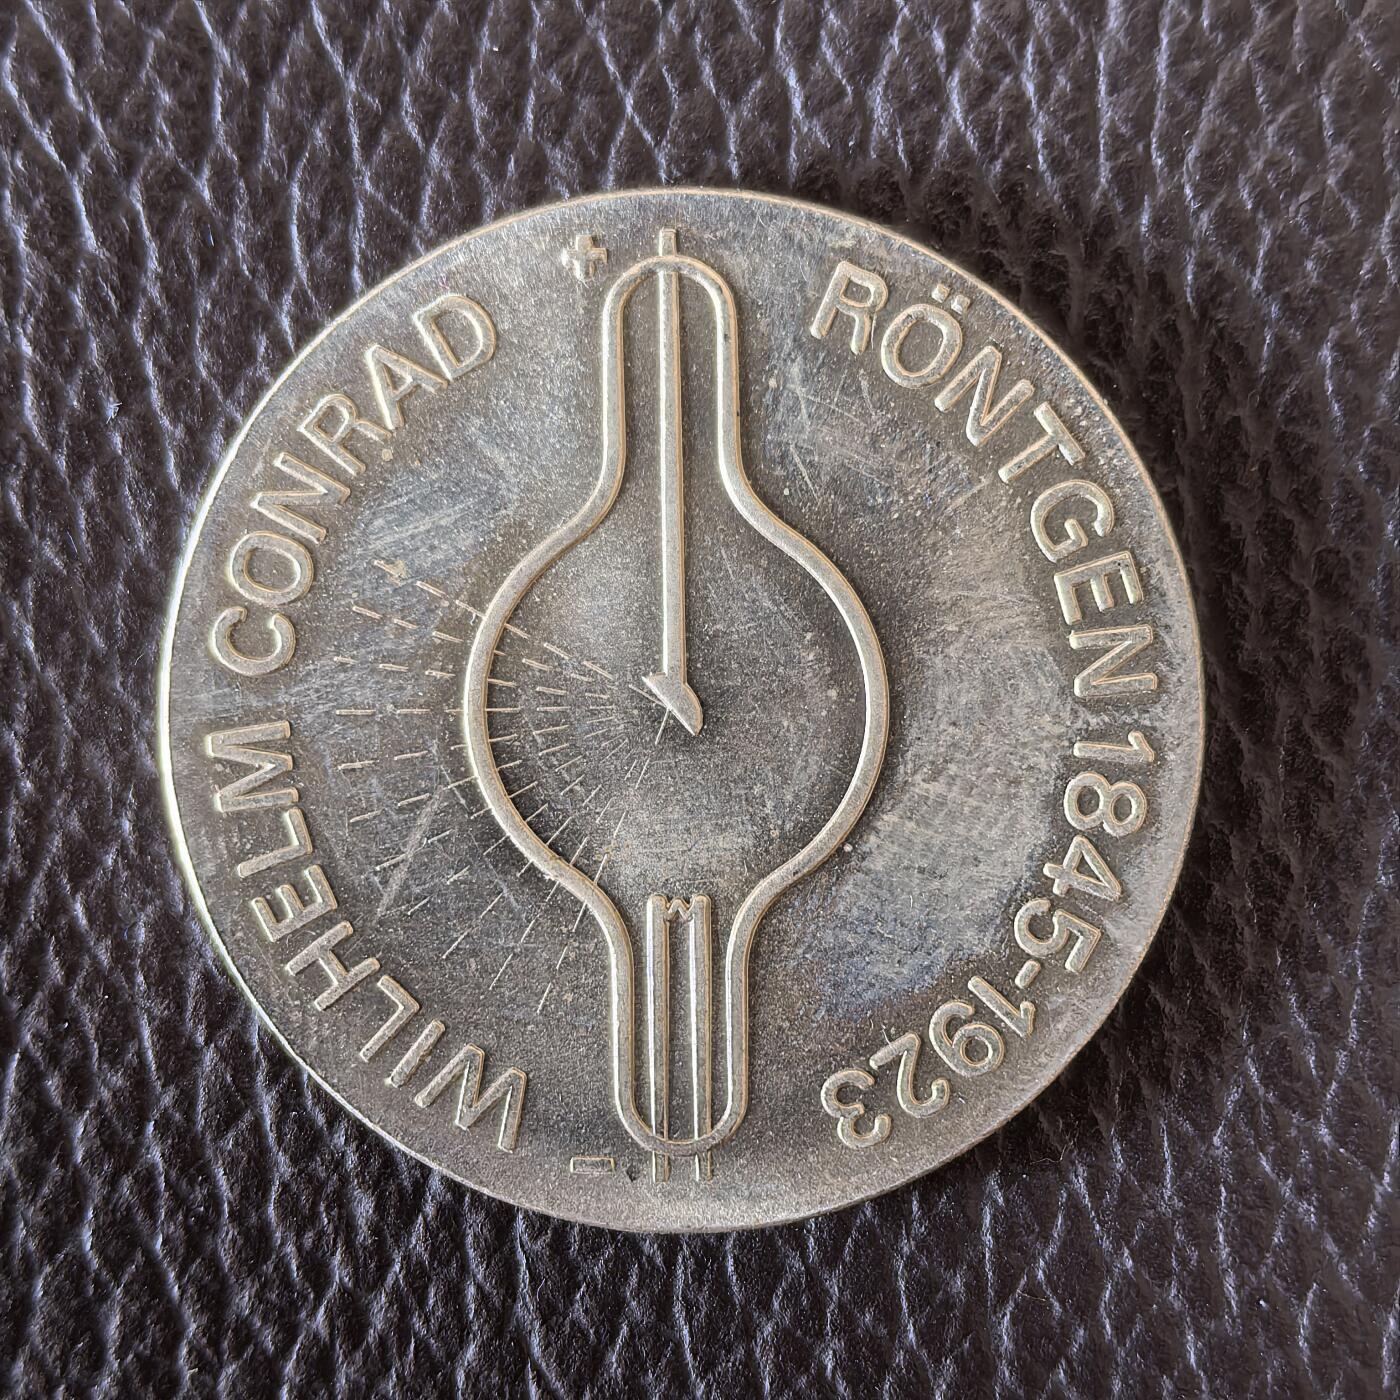 WILHELM CONRAD
RÖNTGEN 1845-1923
+
-